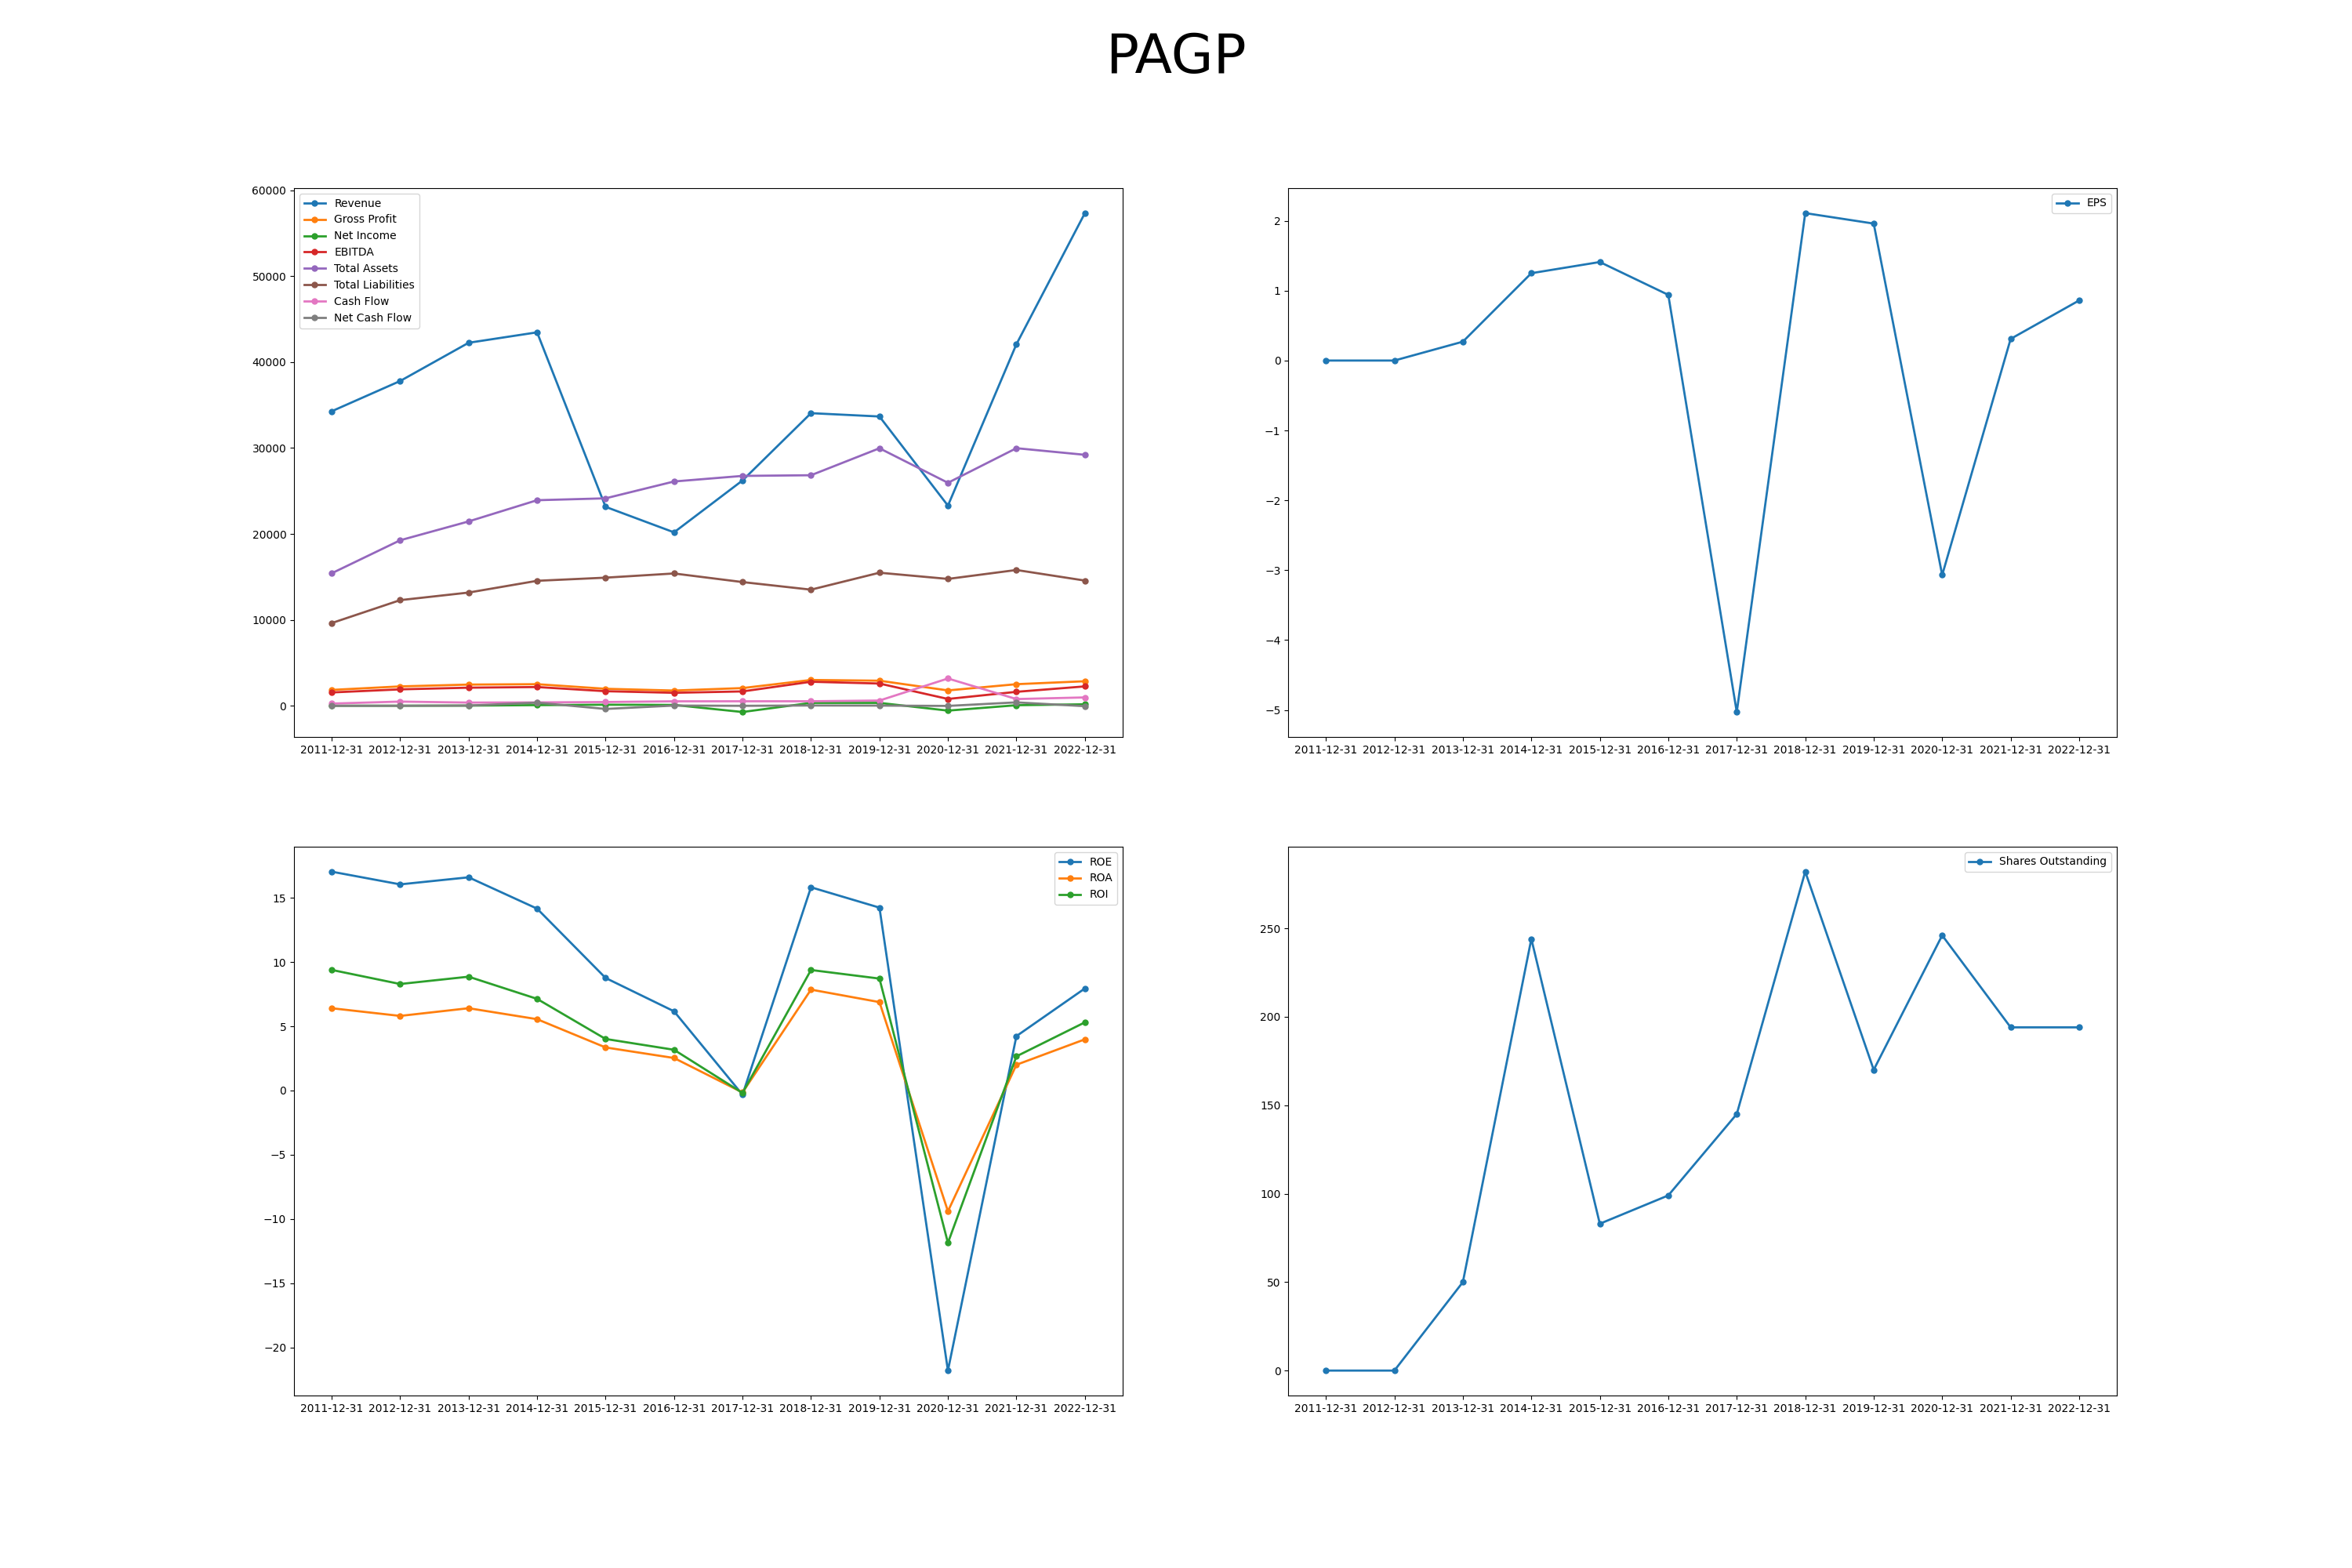 PAGP
60000
50000
40000
30000
20000
10000
0
Revenue
Gross Profit
Net Income
EBITDA
Total Assets
Total Liabilities
Cash Flow
Net Cash Flow
2011-12-31 2012-12-31 2013-12-31 2014-12-31 2015-12-31 2016-12-31 2017-12-31 2018-12-31 2019-12-31 2020-12-31 2021-12-31 2022-12-31
2
1
0
−1
−2
−3
−4
−5
EPS
2011-12-31 2012-12-31 2013-12-31 2014-12-31 2015-12-31 2016-12-31 2017-12-31 2018-12-31 2019-12-31 2020-12-31 2021-12-31 2022-12-31
15
10
5
0
−5
−10
−15
−20
ROE
ROA
ROI
2011-12-31 2012-12-31 2013-12-31 2014-12-31 2015-12-31 2016-12-31 2017-12-31 2018-12-31 2019-12-31 2020-12-31 2021-12-31 2022-12-31
250
200
150
100
50
0
Shares Outstanding
2011-12-31 2012-12-31 2013-12-31 2014-12-31 2015-12-31 2016-12-31 2017-12-31 2018-12-31 2019-12-31 2020-12-31 2021-12-31 2022-12-31